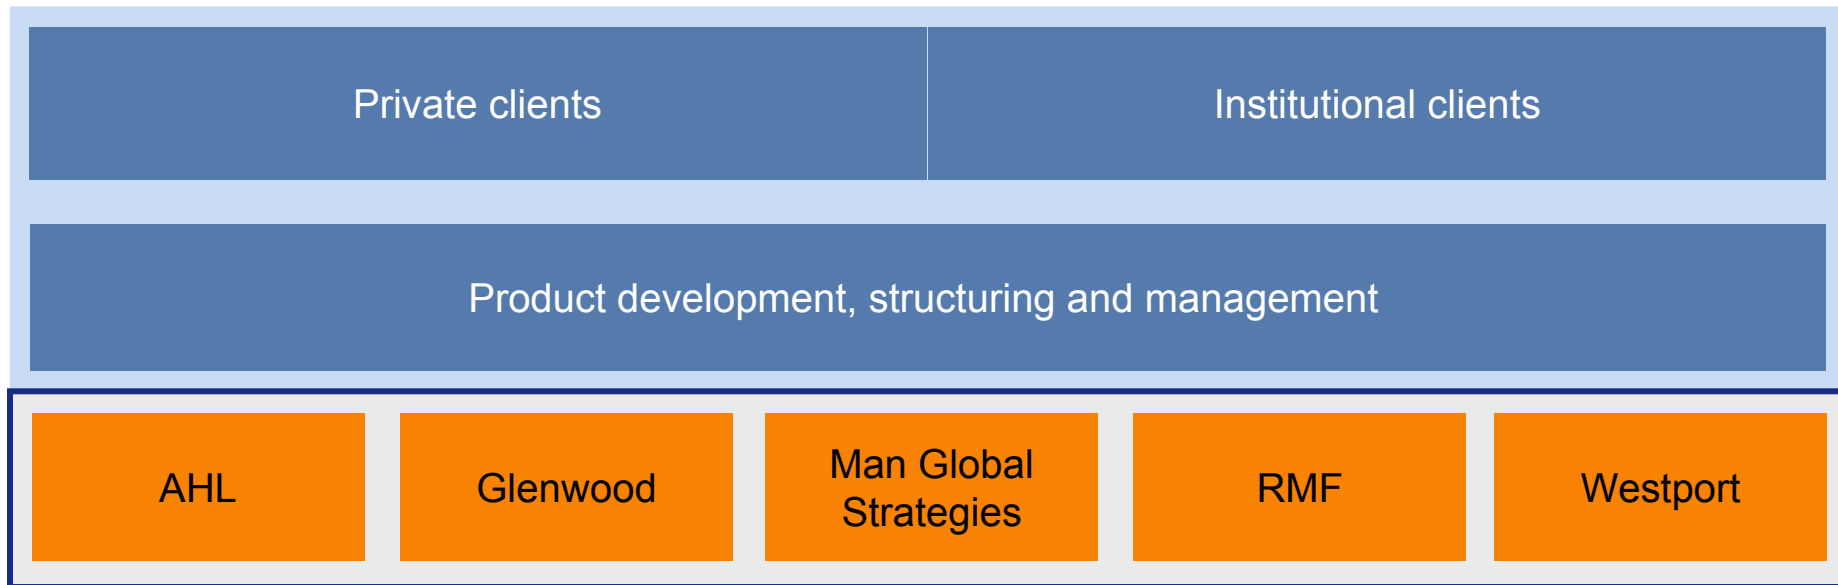 Private clients
Institutional clients
Product development, structuring and management
AHL
Glenwood
Man Global
Strategies
RMF
Westport